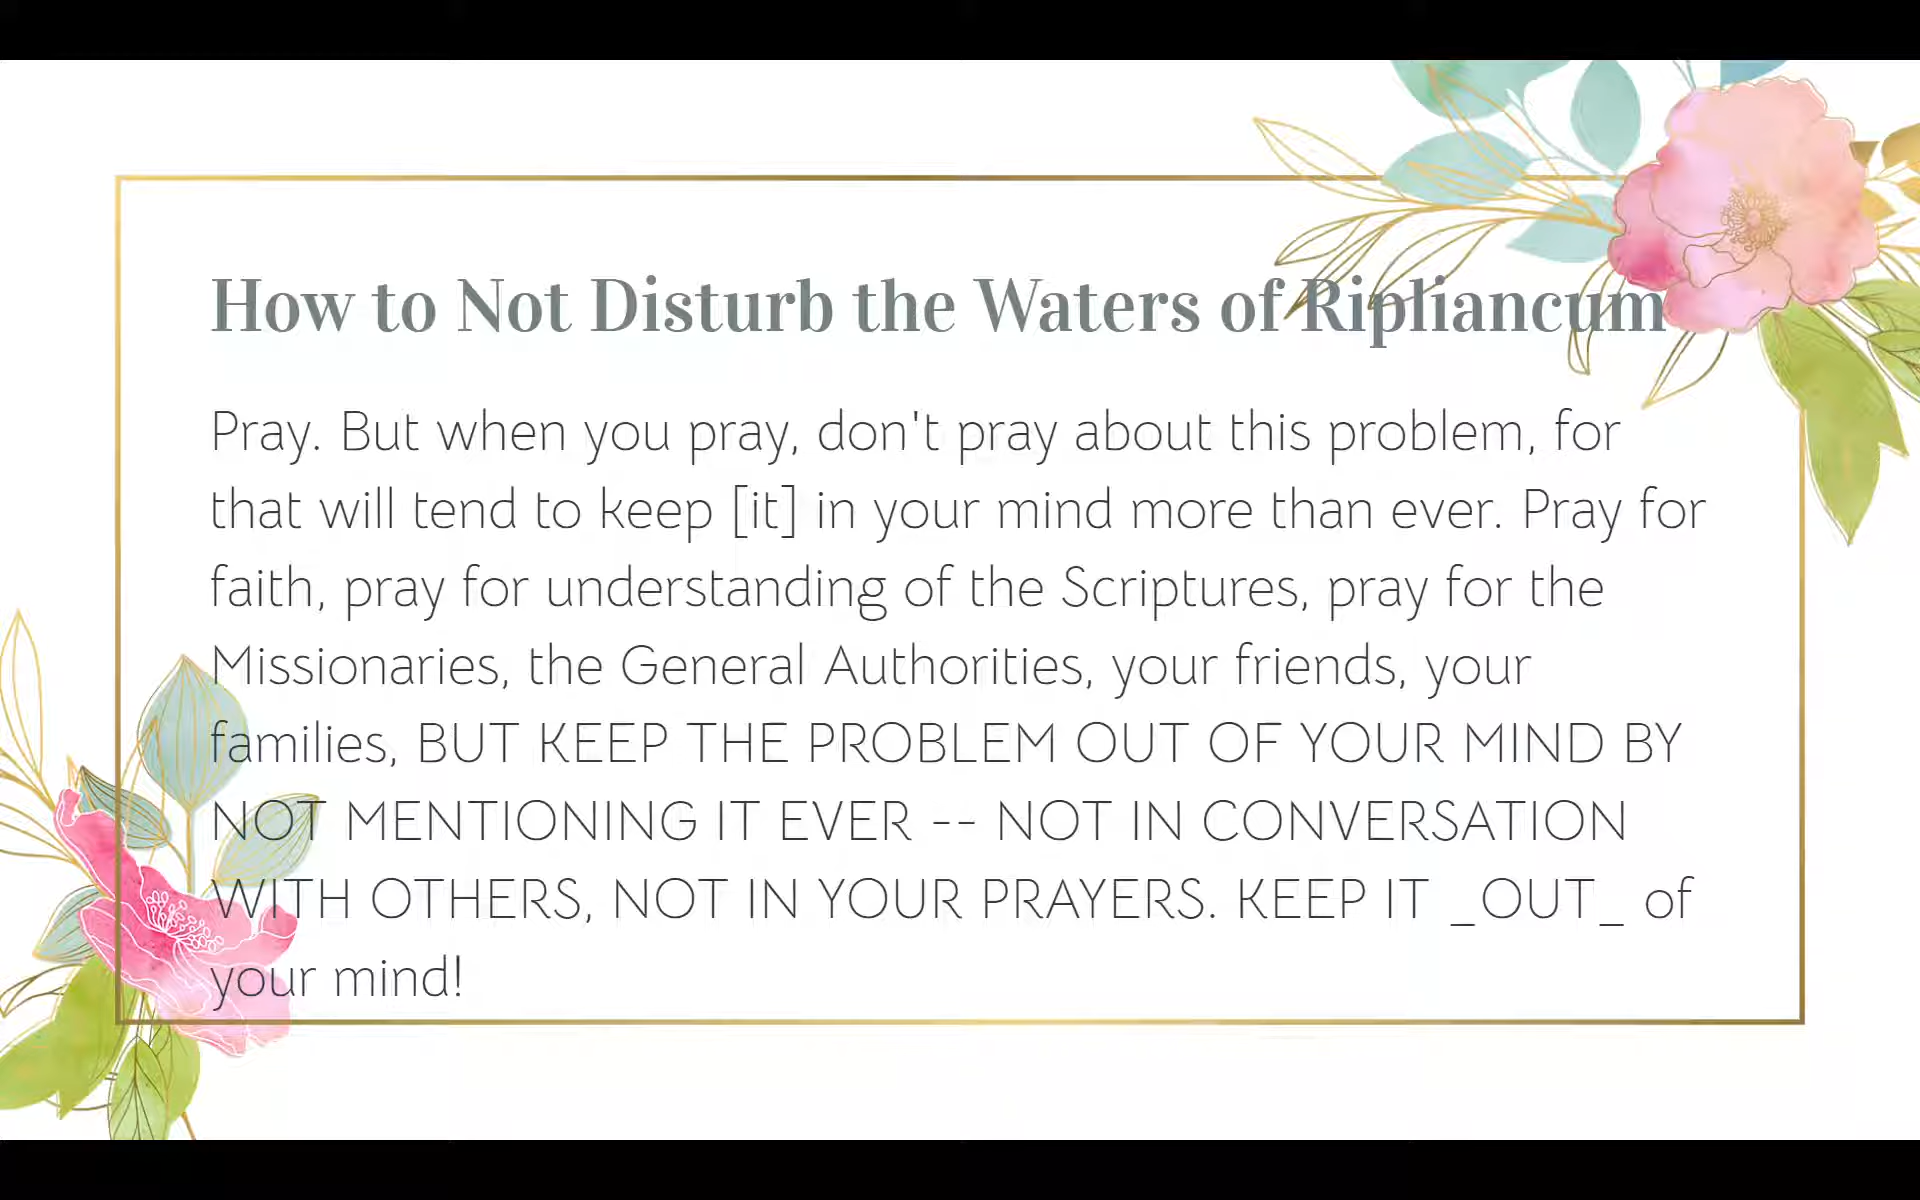 How to Not Disturb the Waters of Ripliancum
Pray. But when you pray, don't pray about this problem, for
that will tend to keep [it] in your mind more than ever. Pray for
faith, pray for understanding of the Scriptures, pray for the
Missionaries, the General Authorities, your friends, your
families, BUT KEEP THE PROBLEM OUT OF YOUR MIND BY
NOT MENTIONING IT EVER -- NOT IN CONVERSATION
WITH OTHERS, NOT IN YOUR PRAYERS. KEEP IT _OUT_ of
your mind!